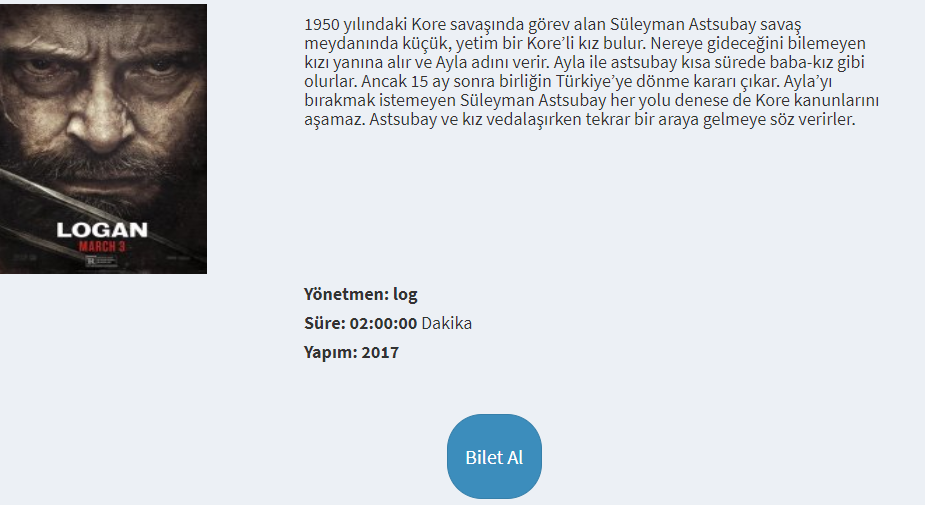 1950 yılındaki Kore savaşında görev alan Süleyman Astsubay savaş
meydanında küçük, yetim bir Kore’li kız bulur. Nereye gideceğini bilemeyen
kızı yanına alır ve Ayla adını verir. Ayla ile astsubay kısa sürede baba-kız gibi
olurlar. Ancak 15 ay sonra birliğin Türkiye’ye dönme kararı çıkar. Ayla’yı
bırakmak istemeyen Süleyman Astsubay her yolu denese de Kore kanunlarını
aşamaz. Astsubay ve kız vedalaşırken tekrar bir araya gelmeye söz verirler.
LOGAN
MARCH 3
Yönetmen: log
Süre: 02:00:00 Dakika
Yapım: 2017
Bilet Al